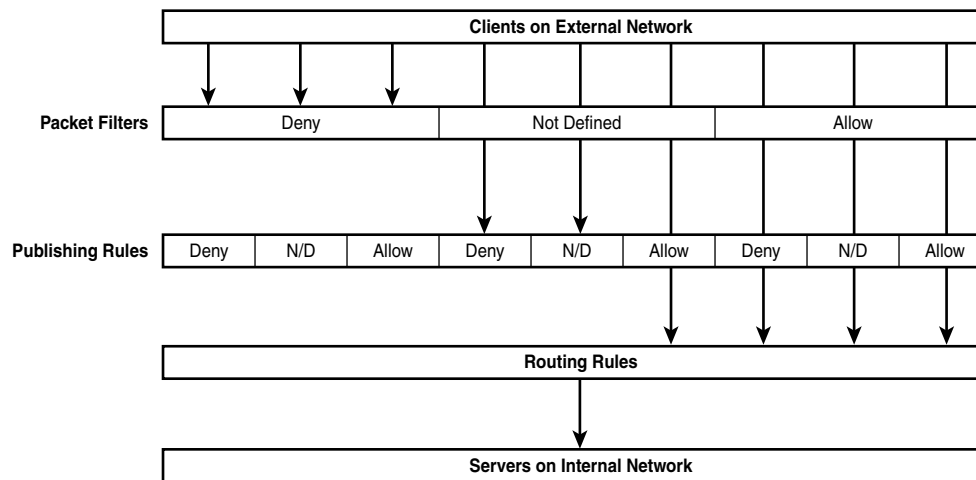 Clients on External Network
Packet Filters
Deny
Not Defined
Allow
Publishing Rules
Deny
N/D
Allow
Deny
N/D
Allow
Deny
N/D
Allow
Routing Rules
Servers on Internal Network